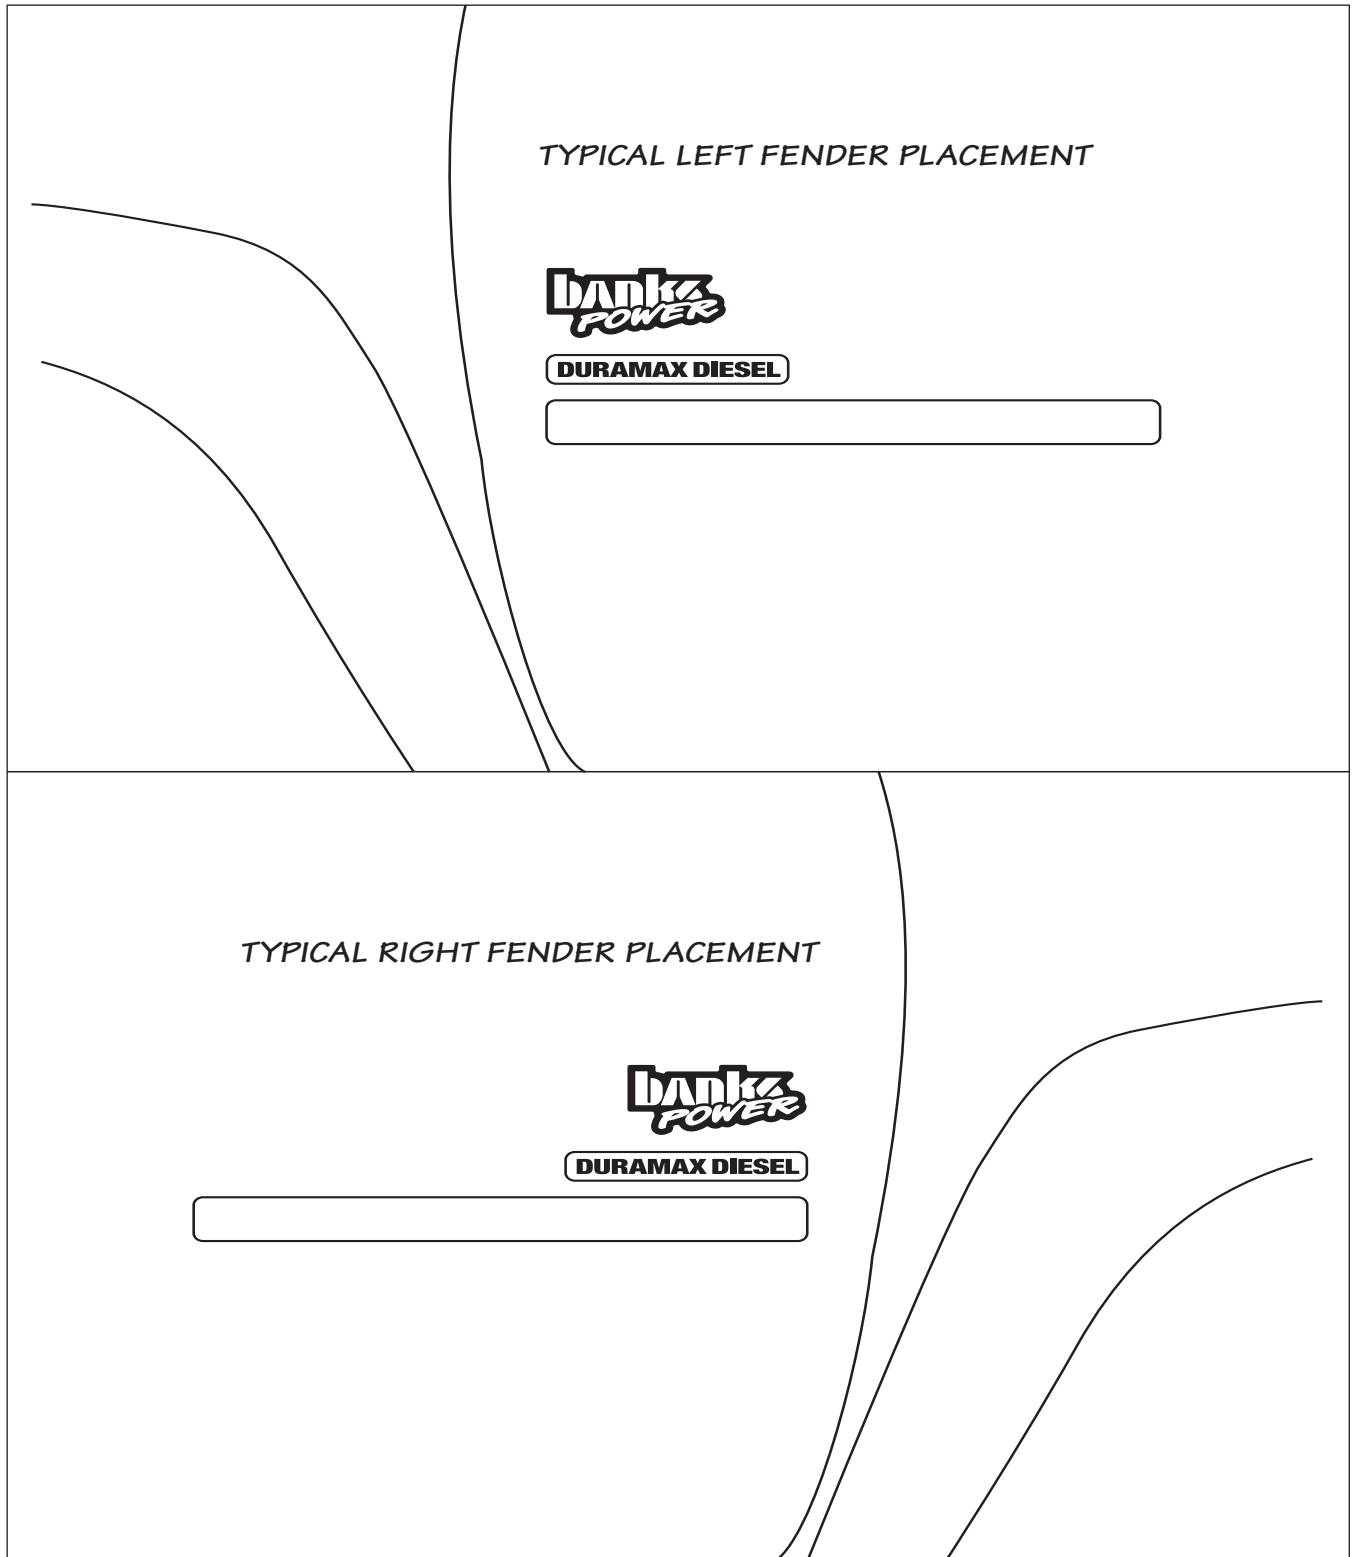 TYPICAL LEFT FENDER PLACEMENT
banks
POWER
DURAMAX DIESEL
TYPICAL RIGHT FENDER PLACEMENT
banks
POWER
DURAMAX DIESEL